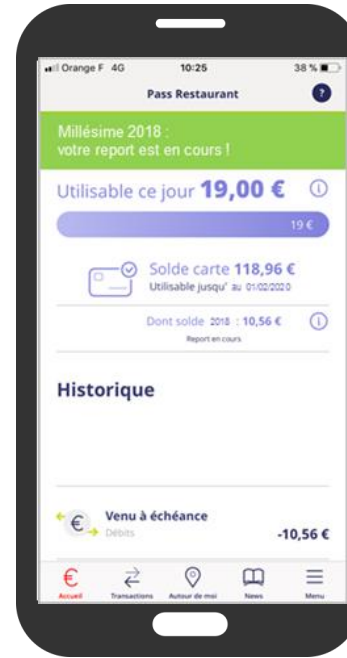 Orange F 4G 10:25 38 %
Pass Restaurant ?
Millésime 2018 :
votre report est en cours !
Utilisable ce jour 19,00 €
19 €
Solde carte 118,96 €
Utilisable jusqu' au 01/02/2020
Dont solde 2018 : 10,56 €
Report en cours
Historique
Venu à échéance
Débits
-10,56 €
Accueil Transactions Autour de moi News Menu